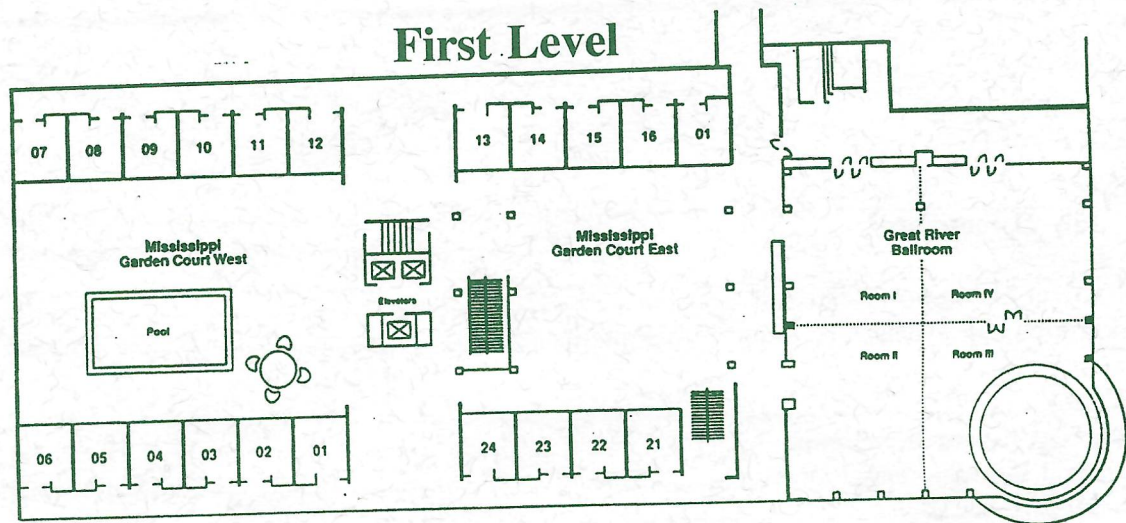 First Level
07 08 09 10 11 12
13 14 15 16 01
Mississippi
Garden Court West
Mississippi
Garden Court East
Great River
Ballroom
Elevators
Pool
Room I
Room IV
Room II
Room III
06 05 04 03 02 01
24 23 22 21